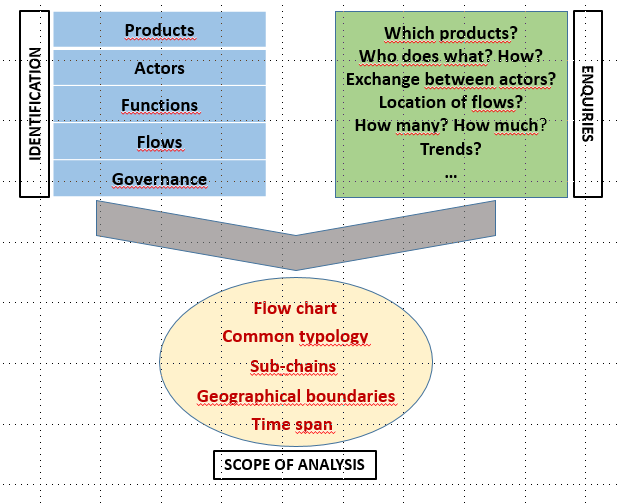 IDENTIFICATION
Products
Actors
Functions
Flows
Governance
Which products?
Who does what? How?
Exchange between actors?
Location of flows?
How many? How much?
Trends?
...
ENQUIRIES
Flow chart
Common typology
Sub-chains
Geographical boundaries
Time span
SCOPE OF ANALYSIS